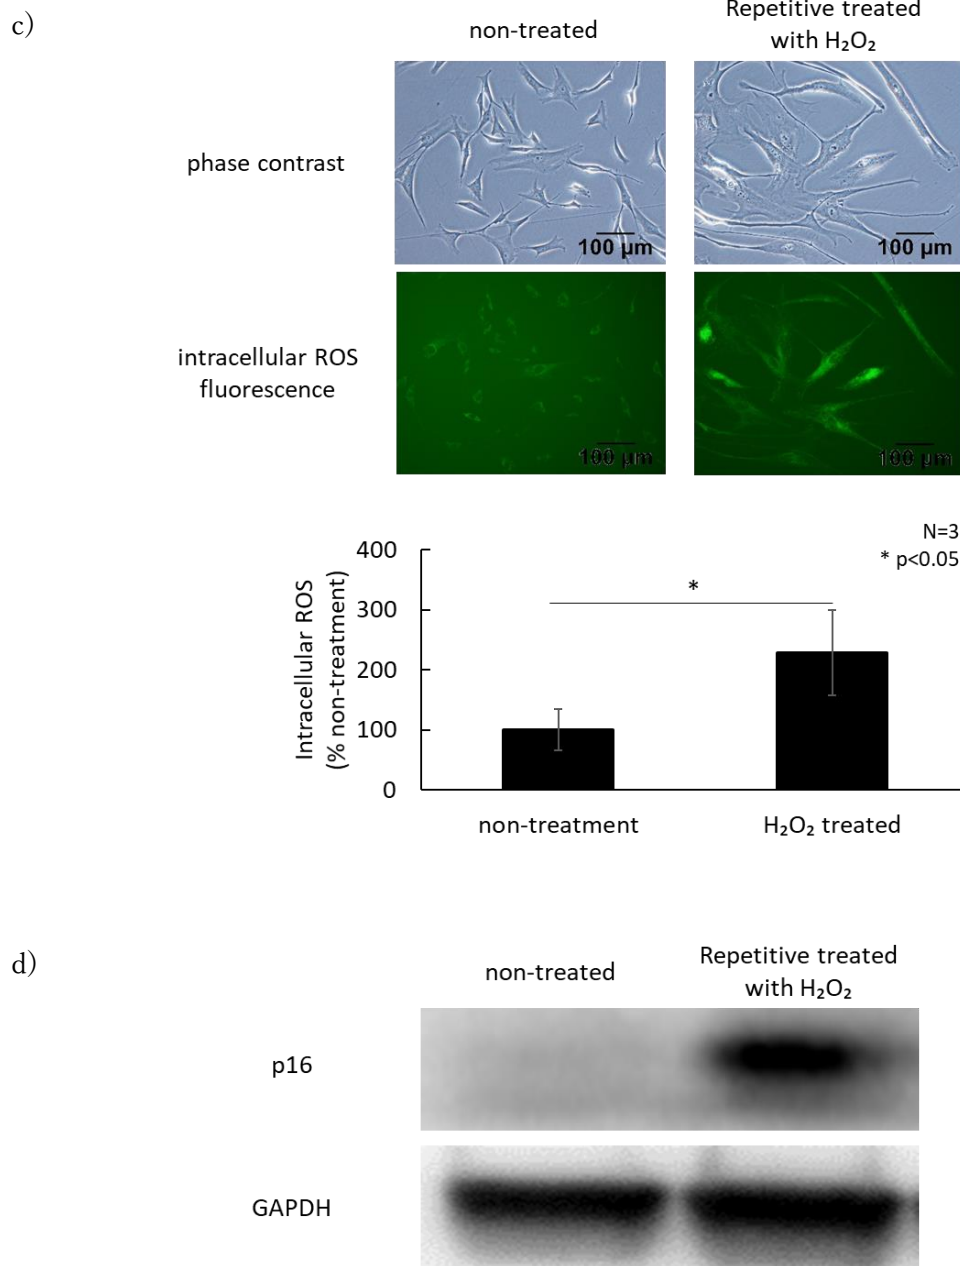 c)
non-treated
Repetitive treated
with H₂O₂
phase contrast
100 µm
100 µm
intracellular ROS
fluorescence
100 µm
100 µm
N=3
* p<0.05
Intracellular ROS
(% non-treatment)
400
300
200
100
0
*
non-treatment
H₂O₂ treated
d)
non-treated
Repetitive treated
with H₂O₂
p16
GAPDH